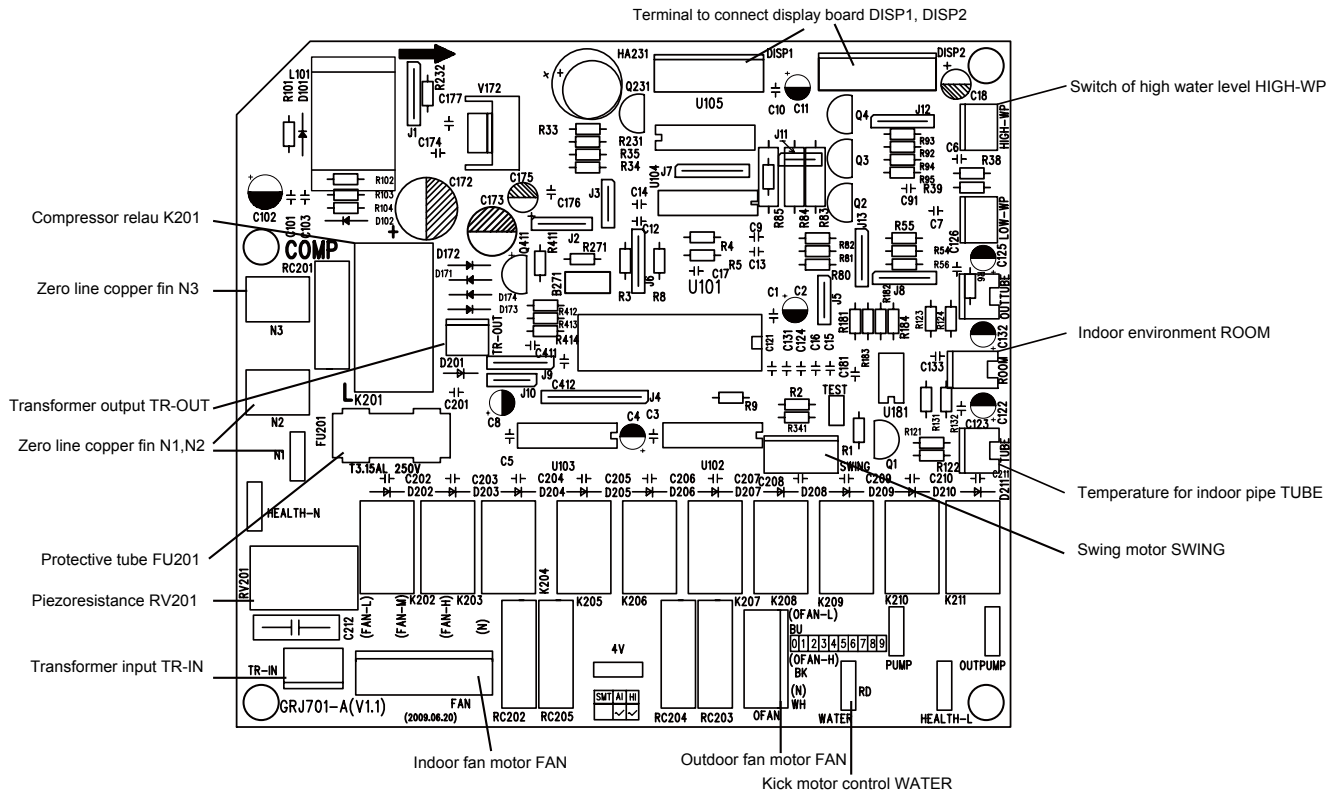 Terminal to connect display board DISP1, DISP2
Switch of high water level HIGH-WP
Compressor relau K201
Zero line copper fin N3
Transformer output TR-OUT
Zero line copper fin N1,N2
Protective tube FU201
Piezoresistance RV201
Transformer input TR-IN
Indoor environment ROOM
Temperature for indoor pipe TUBE
Swing motor SWING
Indoor fan motor FAN
Outdoor fan motor FAN
Kick motor control WATER
HA231
DISP1
DISP2
L101
R101
D101
J1
R232
C177
V172
C174
Q231
U105
C10
C11
C18
Q4
J12
HIGH-WP
R33
R231
R35
R34
J11
R93
R92
R94
R95
C6
R38
R39
C91
Q3
J7
U104
J3
C14
C12
C102
C101
C103
R102
R103
R104
D102
C172
C175
C173
C176
J2
Q411
R411
R271
B271
R3
J6
R8
R4
R5
C17
C9
C13
R85
R84
R83
Q2
J13
R82
R81
R80
R55
R54
R56
C7
C126
LOW-WP
C125
OUTTUBE
COMP
RC201
+
D172
D171
D174
D173
U101
C1
C2
J5
R182
J8
R181
R184
R183
R123
R124
C132
N3
TR-OUT
R412
R413
R414
C411
J9
J10
C412
J4
C121
C131
C124
C16
C15
C181
C133
ROOM
L
K201
D201
C201
C8
R9
R2
R341
TEST
U181
R131
R132
C122
C123
N2
N1
FU201
T3.15AL 250V
C5
U103
C4
C3
U102
R1
SWING
Q1
R121
R122
TUBE
C211
D211
C202
C203
C204
C205
C206
C207
C208
C209
C210
D202
D203
D204
D205
D206
D207
D208
D209
D210
HEALTH-N
RV201
K202
K203
K204
K205
K206
K207
K208
K209
K210
K211
C212
(FAN-L)
(FAN-M)
(FAN-H)
(N)
(OFAN-L)
BU
0 1 2 3 4 5 6 7 8 9
(OFAN-H)
BK
(N)
WH
RD
PUMP
OUTPUMP
TR-IN
4V
SMT AI HI
✓ ✓
GRJ701-A(V1.1)
FAN
(2009.06.20)
RC202
RC205
RC204
RC203
OFAN
WATER
HEALTH-L